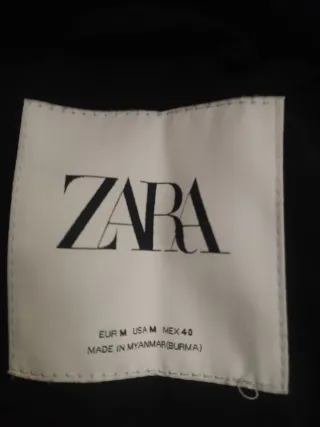 ZARA
EUR M USA M MEX 40
MADE IN MYANMAR(BURMA)